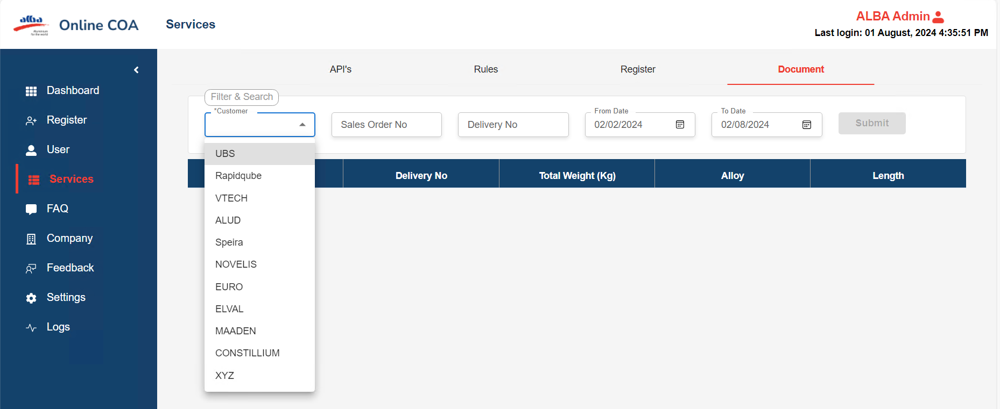 alba
Aluminium
for the world
Online COA
Services
ALBA Admin
Last login: 01 August, 2024 4:35:51 PM
Dashboard
Register
User
Services
FAQ
Company
Feedback
Settings
Logs
API's
Rules
Register
Document
Filter & Search
*Customer
Sales Order No
Delivery No
From Date
02/02/2024
To Date
02/08/2024
Submit
UBS
Rapidqube
VTECH
ALUD
Speira
NOVELIS
EURO
ELVAL
MAADEN
CONSTILLIUM
XYZ
Delivery No
Total Weight (Kg)
Alloy
Length